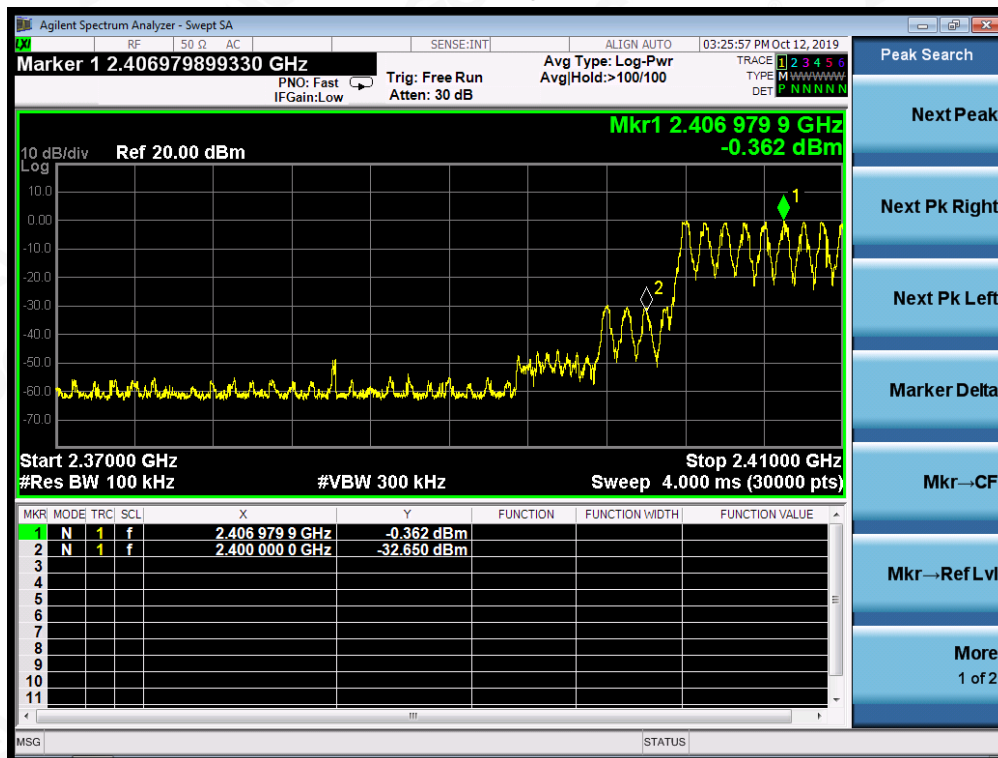 Agilent Spectrum Analyzer - Swept SA
LXI RF 50 Ω AC SENSE:INT ALIGN AUTO 03:25:57 PM Oct 12, 2019
Marker 1 2.406979899330 GHz
PNO: Fast
IFGain:Low
Trig: Free Run
Atten: 30 dB
Avg Type: Log-Pwr
Avg|Hold:>100/100
TRACE 1 2 3 4 5 6
TYPE M WWWWW
DET P N N N N N
Peak Search
Next Peak
Next Pk Right
Next Pk Left
Marker Delta
Mkr→CF
Mkr→Ref Lvl
More
1 of 2
Mkr1 2.406 979 9 GHz
-0.362 dBm
10 dB/div Ref 20.00 dBm
Log
10.0
0.00
-10.0
-20.0
-30.0
-40.0
-50.0
-60.0
-70.0
1
2
Start 2.37000 GHz Stop 2.41000 GHz
#Res BW 100 kHz #VBW 300 kHz Sweep 4.000 ms (30000 pts)
MKR MODE TRC SCL X Y FUNCTION FUNCTION WIDTH FUNCTION VALUE
1 N 1 f 2.406 979 9 GHz -0.362 dBm
2 N 1 f 2.400 000 0 GHz -32.650 dBm
3
4
5
6
7
8
9
10
11
MSG STATUS